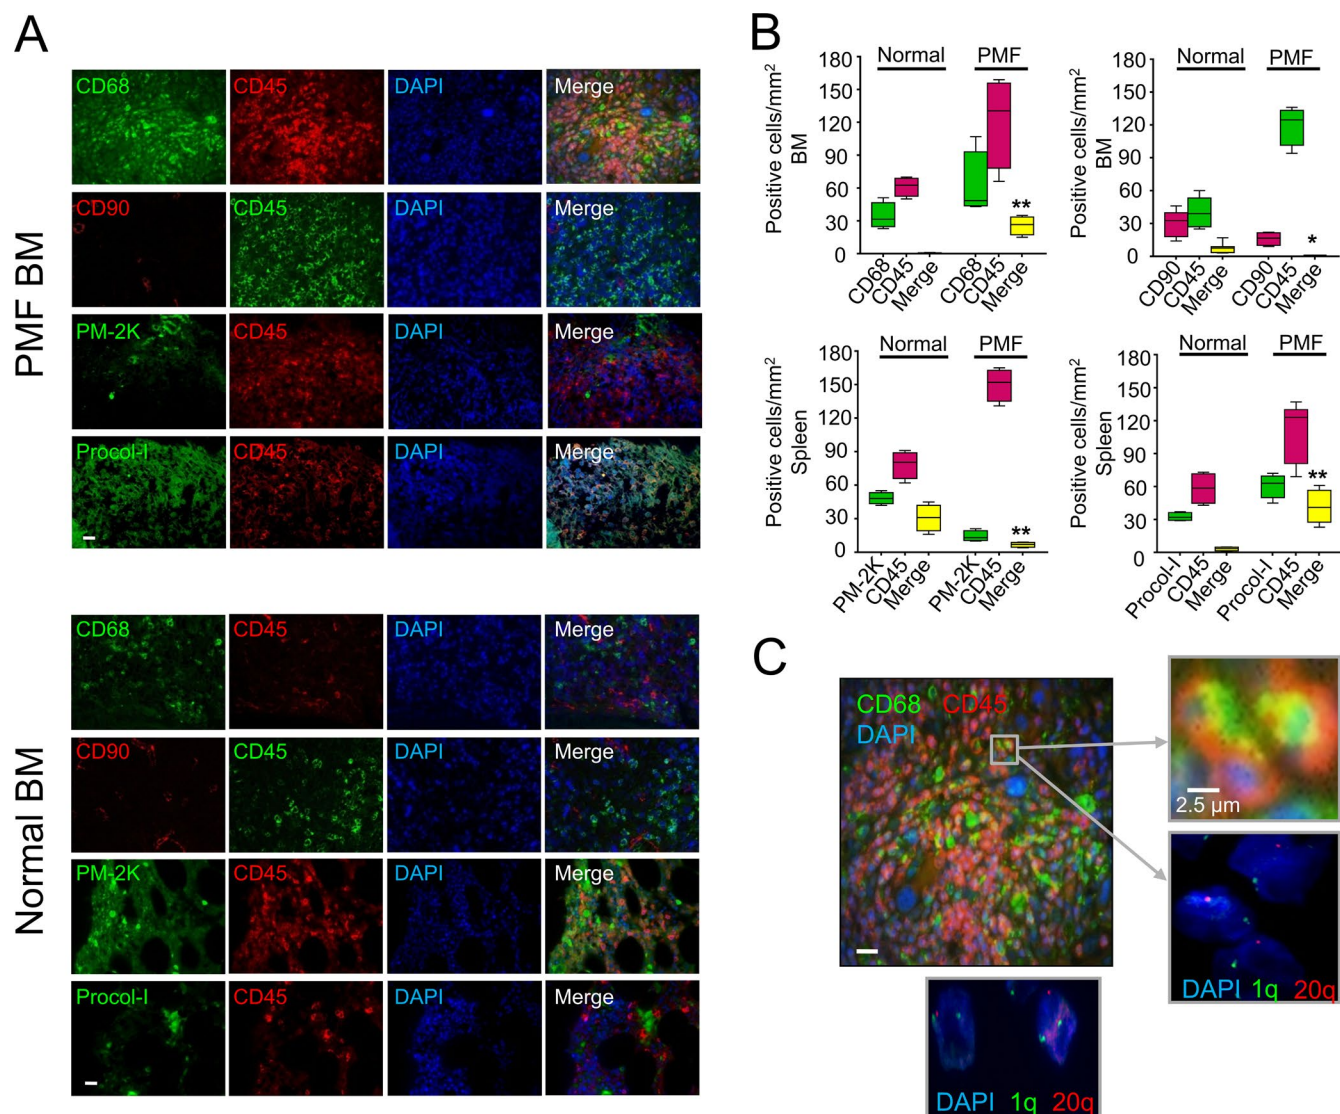 A
PMF BM
CD68 CD45 DAPI Merge
CD90 CD45 DAPI Merge
PM-2K CD45 DAPI Merge
Procol-I CD45 DAPI Merge
Normal BM
CD68 CD45 DAPI Merge
CD90 CD45 DAPI Merge
PM-2K CD45 DAPI Merge
Procol-I CD45 DAPI Merge
B
Normal PMF
Positive cells/mm²
BM
180
150
120
90
60
30
0
**
CD68 CD45 Merge CD68 CD45 Merge
Normal PMF
Positive cells/mm²
BM
180
150
120
90
60
30
0
*
CD90 CD45 Merge CD90 CD45 Merge
Normal PMF
Positive cells/mm²
Spleen
180
150
120
90
60
30
0
**
PM-2K CD45 Merge PM-2K CD45 Merge
Normal PMF
Positive cells/mm²
Spleen
180
150
120
90
60
30
0
**
Procol-I CD45 Merge Procol-I CD45 Merge
C
CD68 CD45
DAPI
2.5 µm
DAPI 1q 20q
DAPI 1q 20q